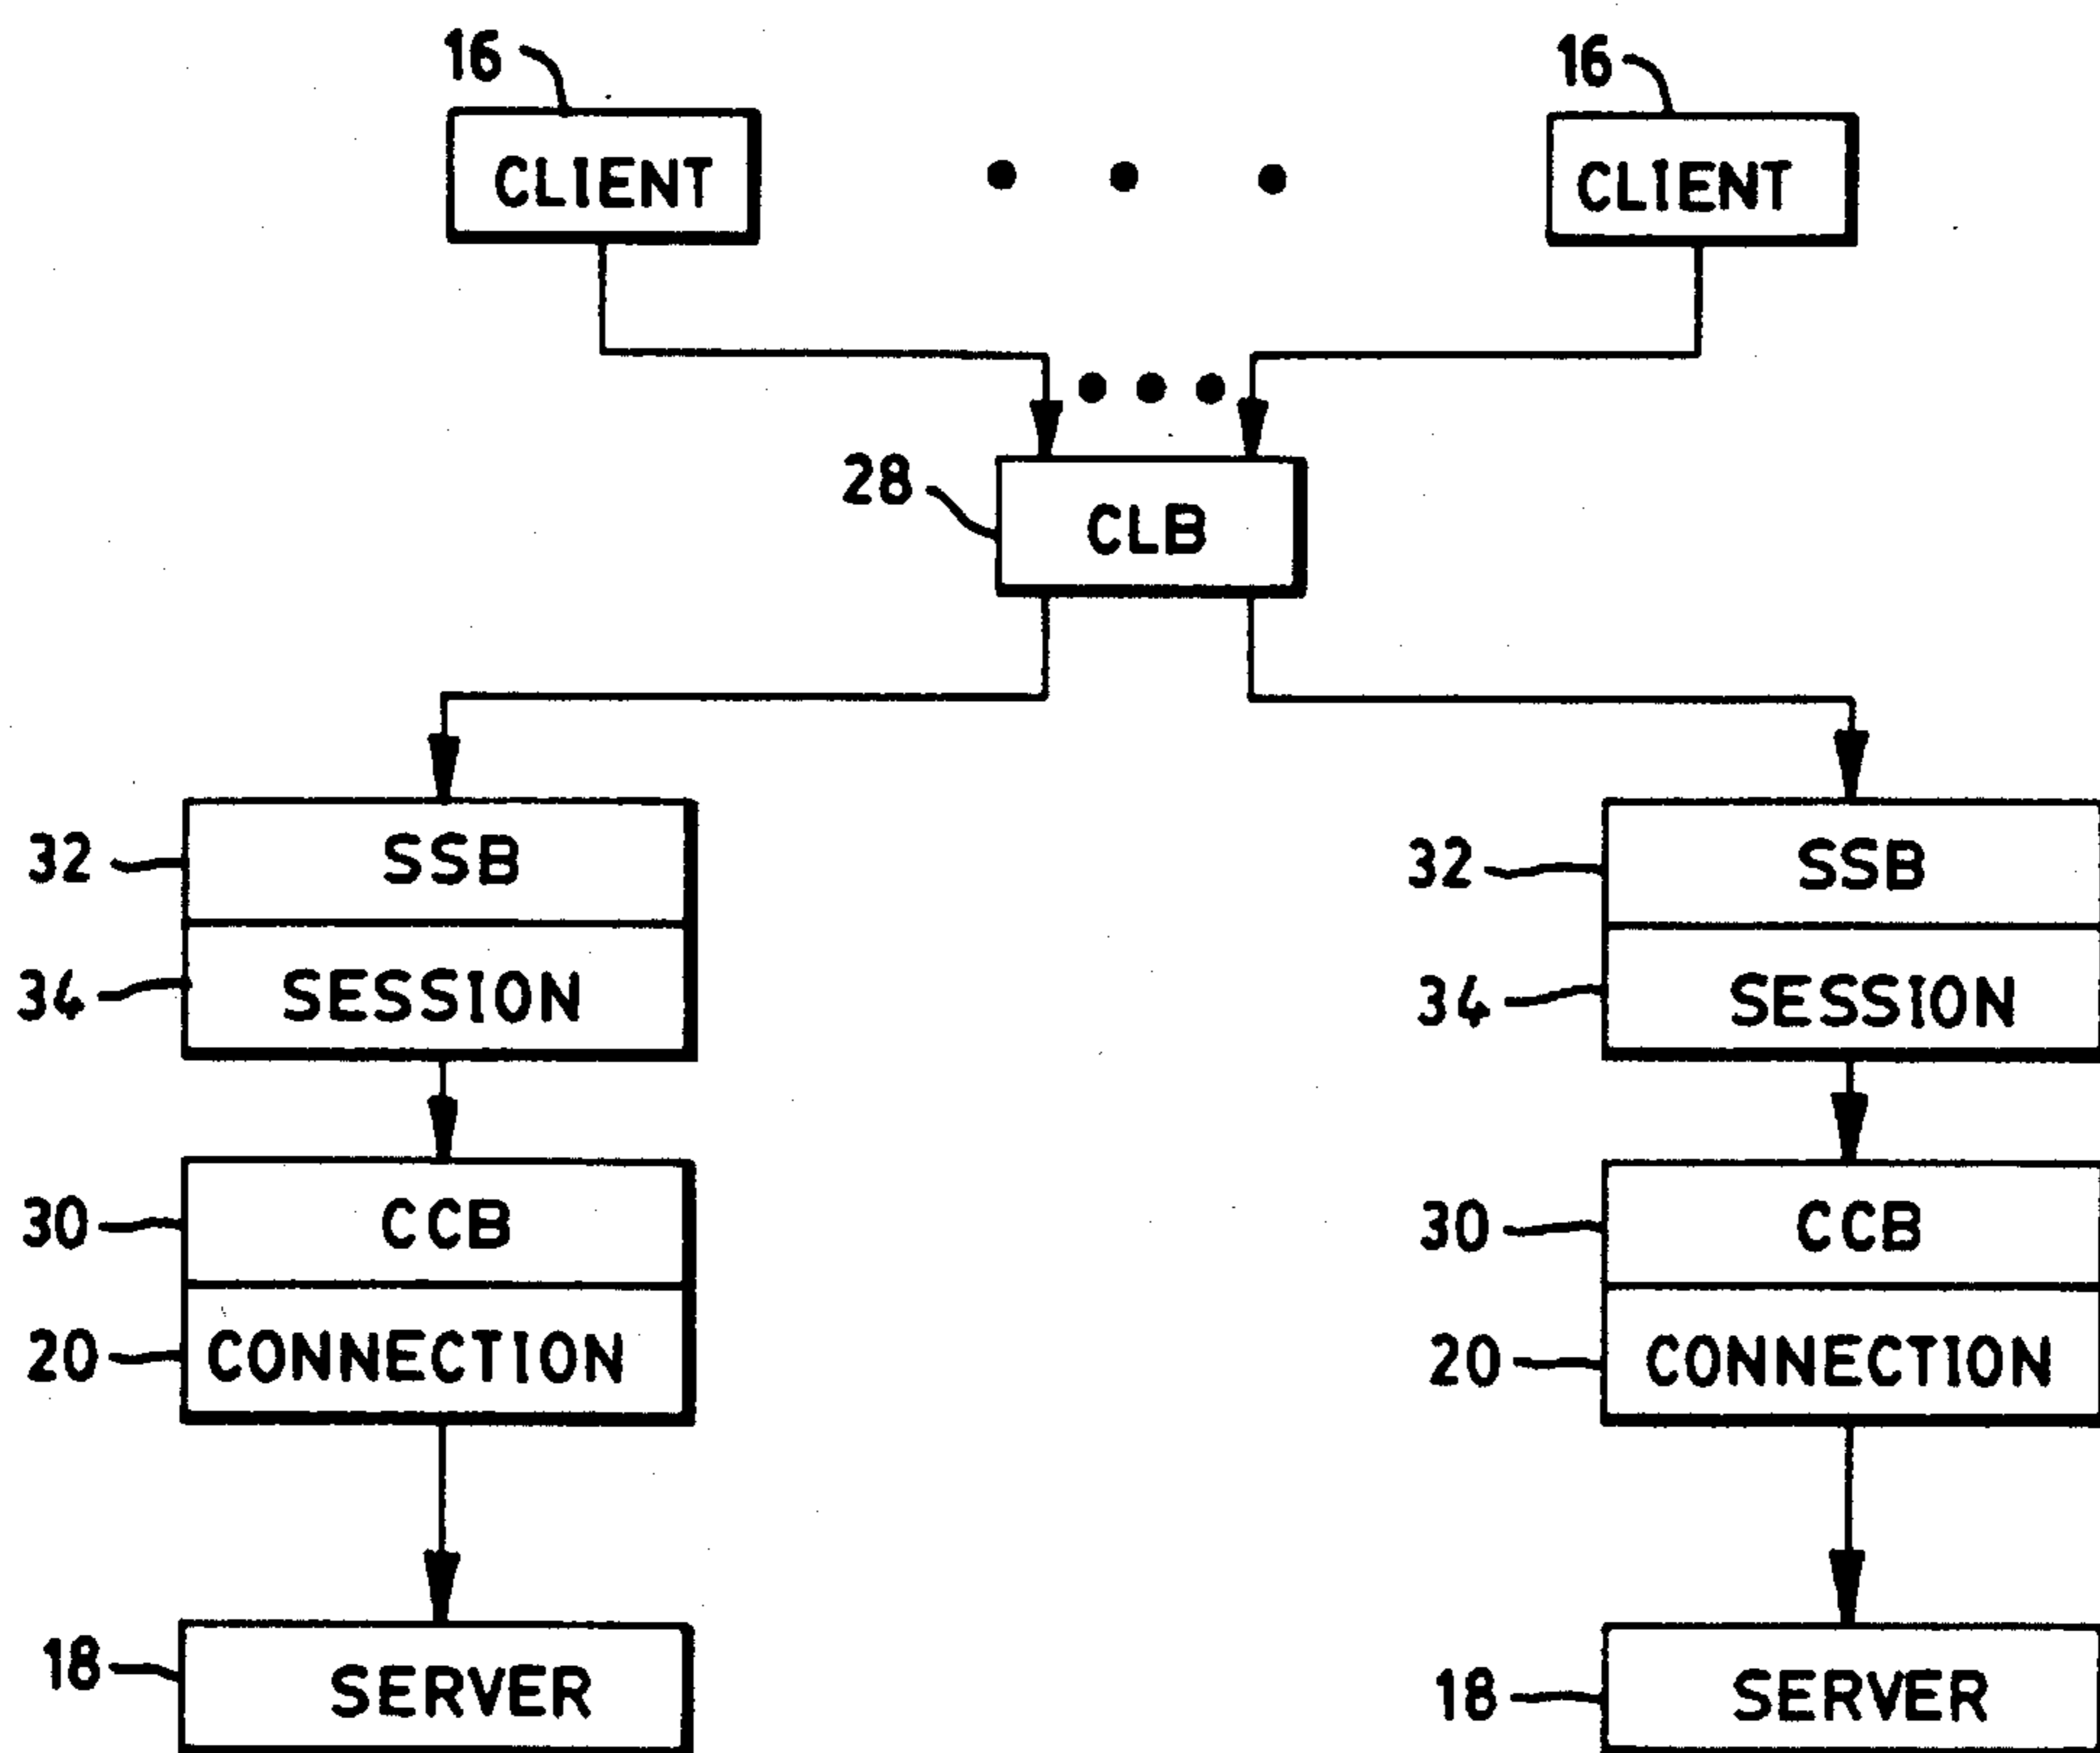 16 16
CLIENT CLIENT
28
CLB
32 SSB 32 SSB
34 SESSION 34 SESSION
30 CCB 30 CCB
20 CONNECTION 20 CONNECTION
18 SERVER 18 SERVER